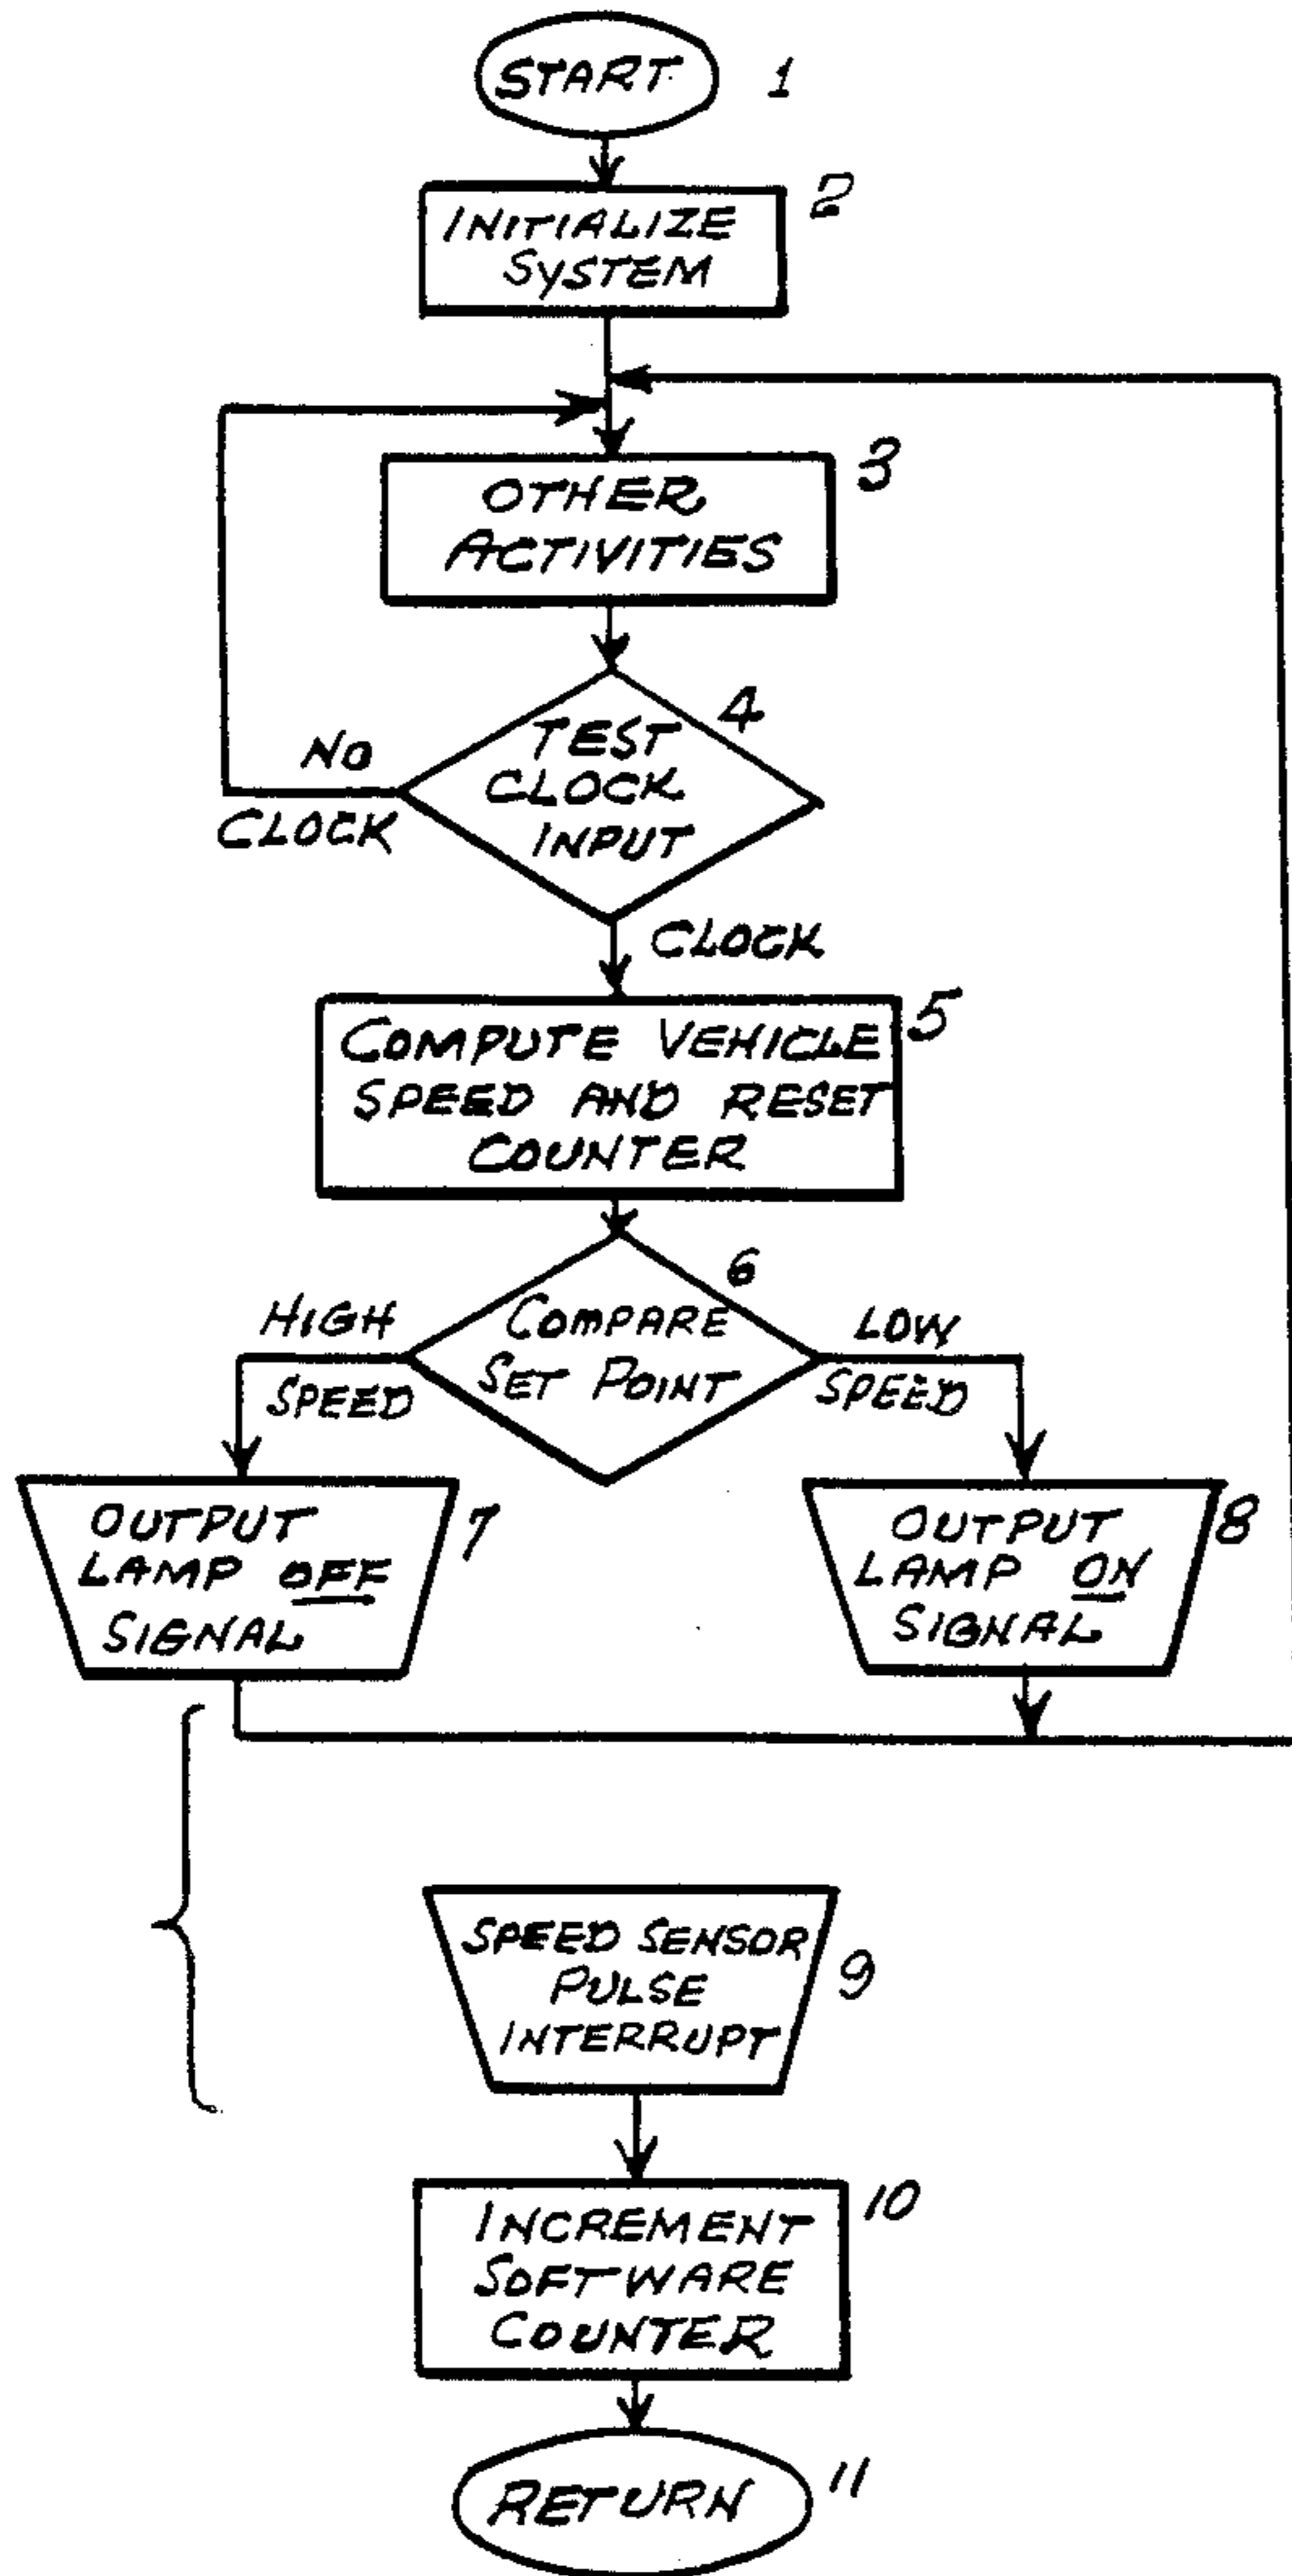 START 1
INITIALIZE 2
SYSTEM
OTHER 3
ACTIVITIES
TEST 4
CLOCK
INPUT
NO
CLOCK
CLOCK
COMPUTE VEHICLE 5
SPEED AND RESET
COUNTER
COMPARE 6
SET POINT
HIGH
SPEED
LOW
SPEED
OUTPUT 7
LAMP OFF
SIGNAL
OUTPUT 8
LAMP ON
SIGNAL
SPEED SENSOR
PULSE 9
INTERRUPT
INCREMENT 10
SOFTWARE
COUNTER
RETURN 11